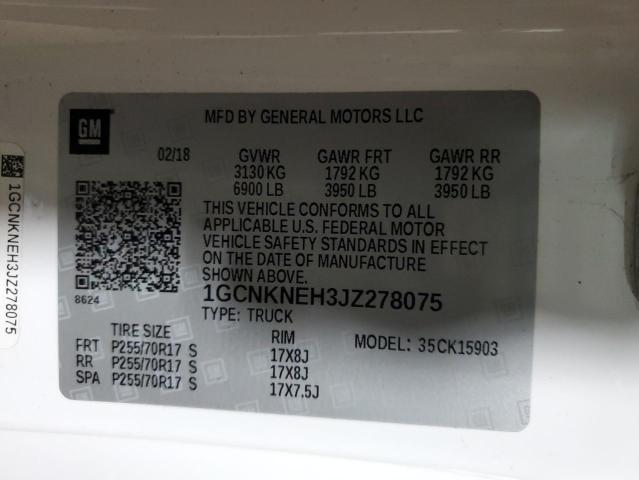 GM
MFD BY GENERAL MOTORS LLC
02/18 GVWR GAWR FRT GAWR RR
3130 KG 1792 KG 1792 KG
6900 LB 3950 LB 3950 LB
THIS VEHICLE CONFORMS TO ALL
APPLICABLE U.S. FEDERAL MOTOR
VEHICLE SAFETY STANDARDS IN EFFECT
ON THE DATE OF MANUFACTURE
SHOWN ABOVE.
8624
1GCNKNEH3JZ278075
TYPE: TRUCK
TIRE SIZE RIM MODEL: 35CK15903
FRT P255/70R17 S 17X8J
RR P255/70R17 S 17X8J
SPA P255/70R17 S 17X7.5J
1GCNKNEH3JZ278075